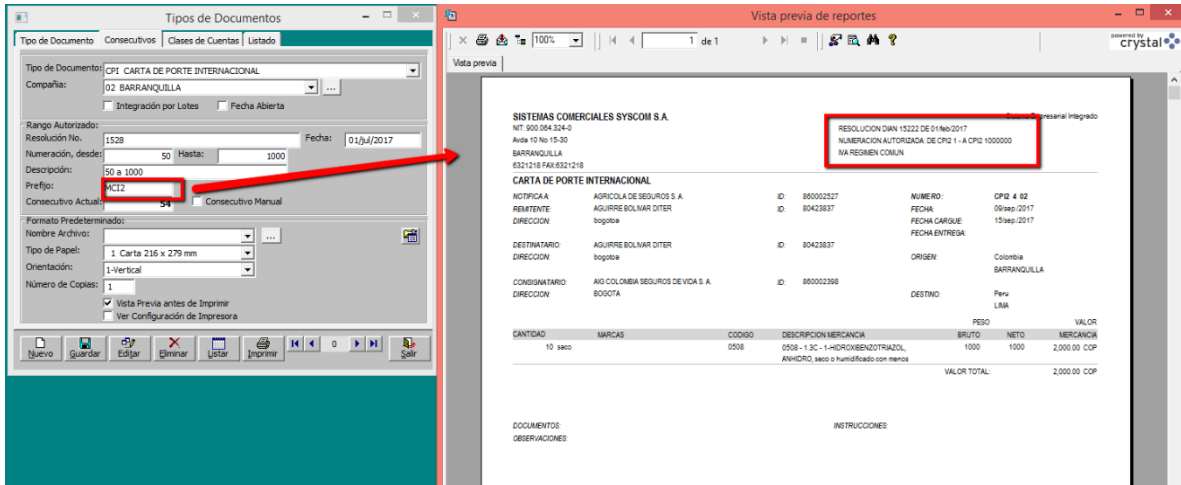 Tipos de Documentos
Tipo de Documento Consecutivos Clases de Cuentas Listado
Tipo de Documento: CPI CARTA DE PORTE INTERNACIONAL
Compañia: 02 BARRANQUILLA ...
Integración por Lotes Fecha Abierta
Rango Autorizado:
Resolución No. 1528 Fecha: 01/jul/2017
Numeración, desde: 50 Hasta: 1000
Descripción: 50 a 1000
Prefijo: MCI2
Consecutivo Actual: 54 Consecutivo Manual
Formato Predeterminado:
Nombre Archivo: ...
Tipo de Papel: 1 Carta 216 x 279 mm
Orientación: 1-Vertical
Número de Copias: 1
Vista Previa antes de Imprimir
Ver Configuración de Impresora
Nuevo Guardar Editar Eliminar Listar Imprimir 0 Salir
Vista previa de reportes
100% 1 de 1 powered by crystal
Vista previa
SISTEMAS COMERCIALES SYSCOM S.A. Empresarial Integrado
NIT: 900.064.324-0 RESOLUCION DIAN 15222 DE 01/feb/2017
Avda 10 No 15-30 NUMERACION AUTORIZADA: DE CPI2 1 - A CPI2 1000000
BARRANQUILLA IVA REGIMEN COMUN
6321218 FAX:6321218
CARTA DE PORTE INTERNACIONAL
NOTIFICA A: AGRICOLA DE SEGUROS S. A. ID: 860002527 NUMERO: CPI2 4 02
REMITENTE: AGUIRRE BOLIVAR DITER ID: 80423837 FECHA: 09/sep./2017
DIRECCION: bogotoa FECHA CARGUE: 15/sep./2017
FECHA ENTREGA:
DESTINATARIO: AGUIRRE BOLIVAR DITER ID: 80423837
DIRECCION: bogotoa ORIGEN: Colombia
BARRANQUILLA
CONSIGNATARIO: AIG COLOMBIA SEGUROS DE VIDA S. A. ID: 860002398
DIRECCION: BOGOTA DESTINO: Peru
LIMA
PESO VALOR
CANTIDAD MARCAS CODIGO DESCRIPCION MERCANCIA BRUTO NETO MERCANCIA
10 saco 0508 0508 - 1.3C - 1-HIDROXIBENZOTRIAZOL, 1000 1000 2,000.00 COP
ANHIDRO, seco o humidificado con menos
VALOR TOTAL: 2,000.00 COP
DOCUMENTOS: INSTRUCCIONES:
OBSERVACIONES: